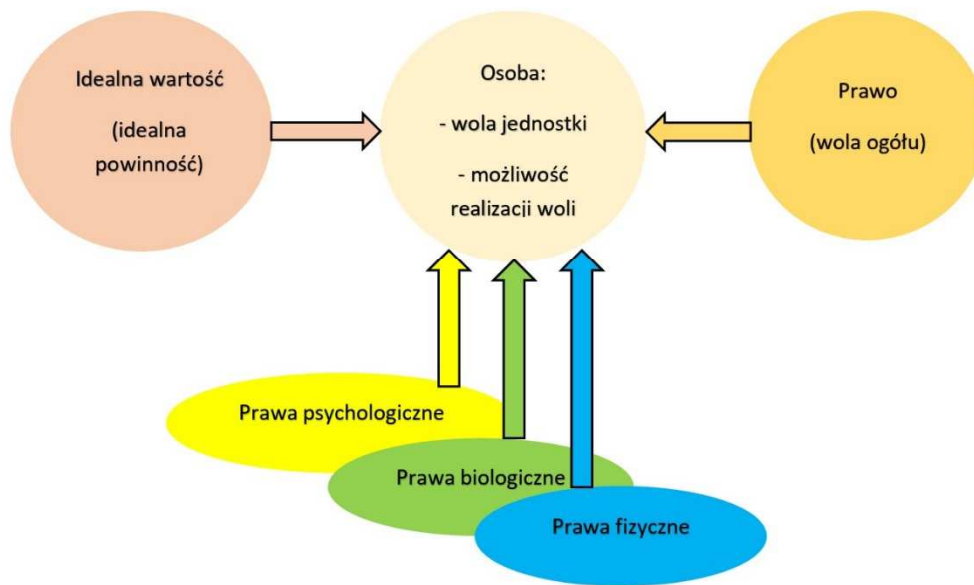 Idealna wartość
(idealna
powinność)
Osoba:
- wola jednostki
- możliwość
realizacji woli
Prawo
(wola ogółu)
Prawa psychologiczne
Prawa biologiczne
Prawa fizyczne